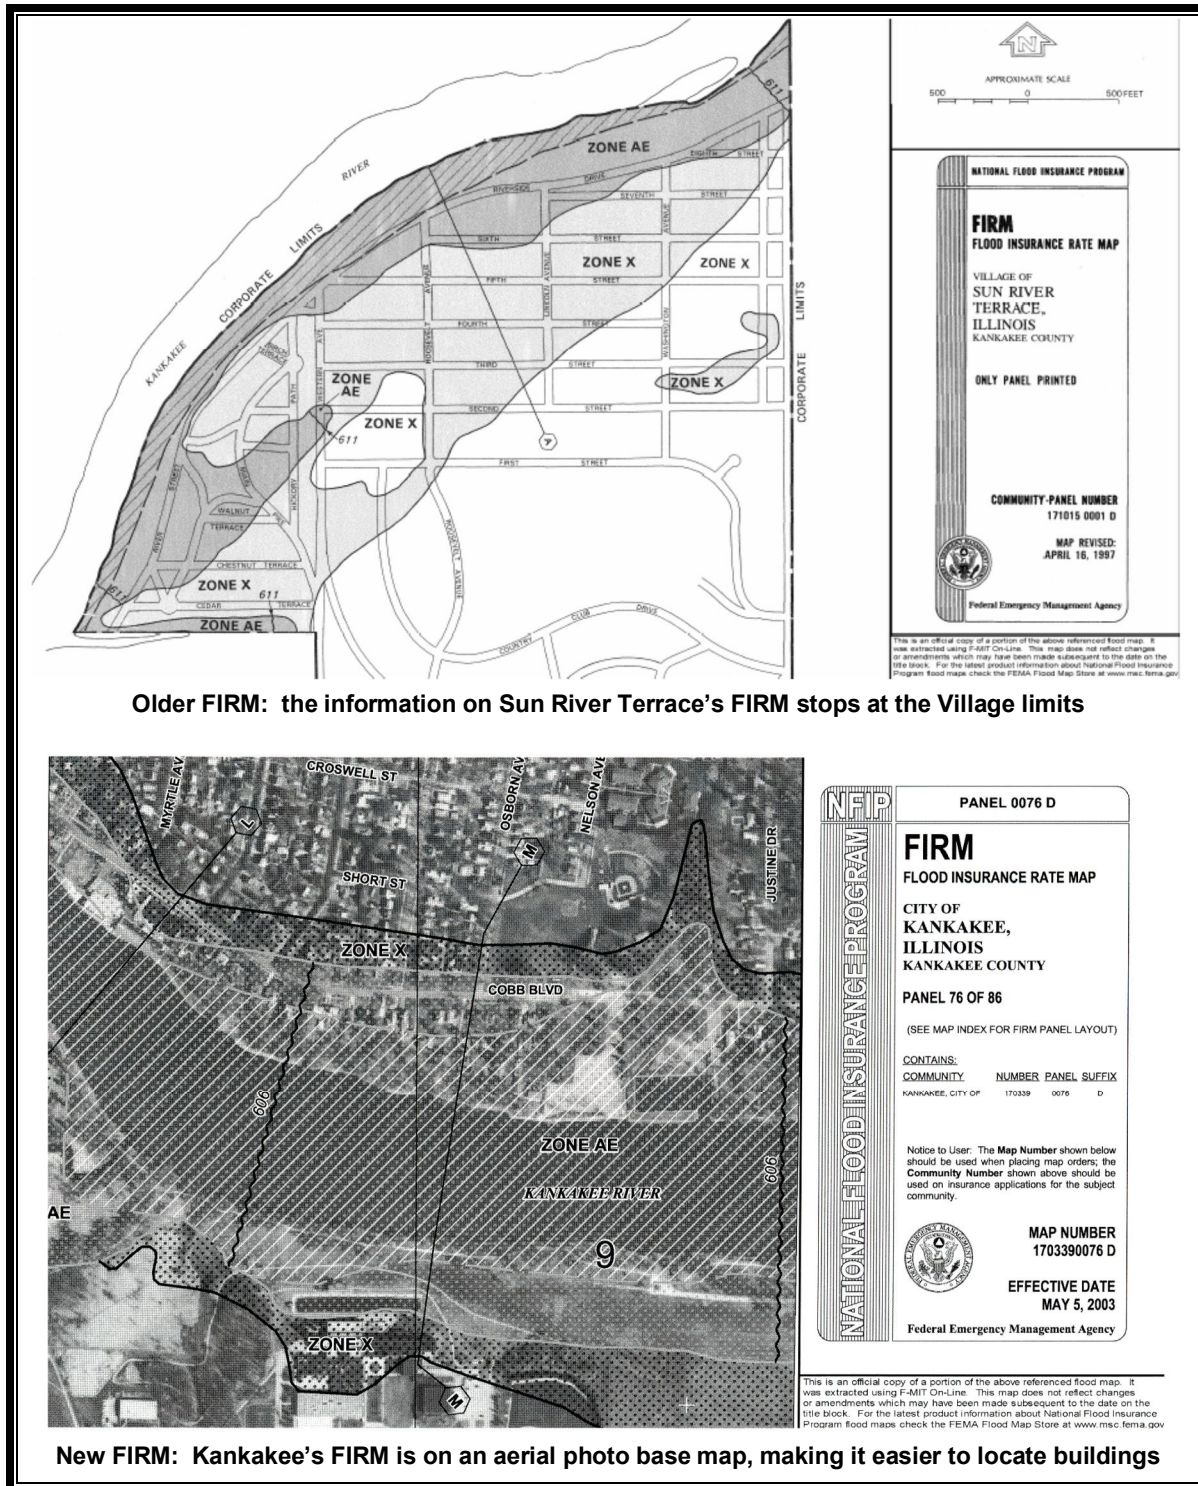 N
APPROXIMATE SCALE
500 0 500 FEET
611
ZONE AE
EIGHTH STREET
RIVER
RIVERSIDE DRIVE
SEVENTH STREET
AVENUE
CORPORATE LIMITS
SIXTH STREET
ZONE X
ZONE X
ROOSEVELT AVENUE
LINCOLN AVENUE
FIFTH STREET
CORPORATE LIMITS
FOURTH STREET
WASHINGTON
KANKAKEE
WESTERN AVE
THIRD STREET
ZONE
AE
ZONE X
PATH
SECOND STREET
ZONE X
611
A
FIRST STREET
STREET
HICKORY
WALNUT
TERRACE
RIVER
ROOSEVELT AVENUE
CHESTNUT TERRACE
ZONE X
611
611
CEDAR TERRACE
ZONE AE
COUNTRY CLUB DRIVE
NATIONAL FLOOD INSURANCE PROGRAM
FIRM
FLOOD INSURANCE RATE MAP
VILLAGE OF
SUN RIVER
TERRACE,
ILLINOIS
KANKAKEE COUNTY
ONLY PANEL PRINTED
COMMUNITY-PANEL NUMBER
171015 0001 D
MAP REVISED:
APRIL 16, 1997
Federal Emergency Management Agency
This is an official copy of a portion of the above referenced flood map. It
was extracted using F-MIT On-Line. This map does not reflect changes
or amendments which may have been made subsequent to the date on the
title block. For the latest product information about National Flood Insurance
Program flood maps check the FEMA Flood Map Store at www.msc.fema.gov
Older FIRM: the information on Sun River Terrace's FIRM stops at the Village limits
MYRTLE AV
CROSWELL ST
OSBORN AV
NELSON AVE
L
M
SHORT ST
JUSTINE DR
ZONE X
COBB BLVD
606
ZONE AE
606
KANKAKEE RIVER
AE
9
ZONE X
M
NFIP
NATIONAL FLOOD INSURANCE PROGRAM
PANEL 0076 D
FIRM
FLOOD INSURANCE RATE MAP
CITY OF
KANKAKEE,
ILLINOIS
KANKAKEE COUNTY
PANEL 76 OF 86
(SEE MAP INDEX FOR FIRM PANEL LAYOUT)
CONTAINS:
COMMUNITY NUMBER PANEL SUFFIX
KANKAKEE, CITY OF 170339 0076 D
Notice to User: The Map Number shown below
should be used when placing map orders; the
Community Number shown above should be
used on insurance applications for the subject
community.
MAP NUMBER
1703390076 D
EFFECTIVE DATE
MAY 5, 2003
Federal Emergency Management Agency
This is an official copy of a portion of the above referenced flood map. It
was extracted using F-MIT On-Line. This map does not reflect changes
or amendments which may have been made subsequent to the date on the
title block. For the latest product information about National Flood Insurance
Program flood maps check the FEMA Flood Map Store at www.msc.fema.gov
New FIRM: Kankakee's FIRM is on an aerial photo base map, making it easier to locate buildings